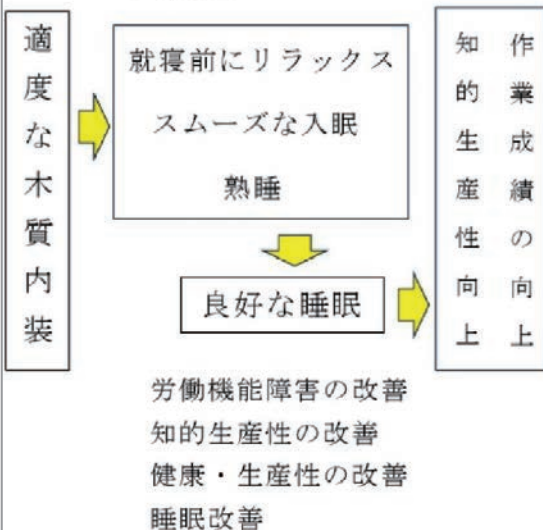 適度な木質内装
就寝前にリラックス
スムーズな入眠
熟睡
良好な睡眠
作業成績の向上
知的生産性向上
労働機能障害の改善
知的生産性の改善
健康・生産性の改善
睡眠改善